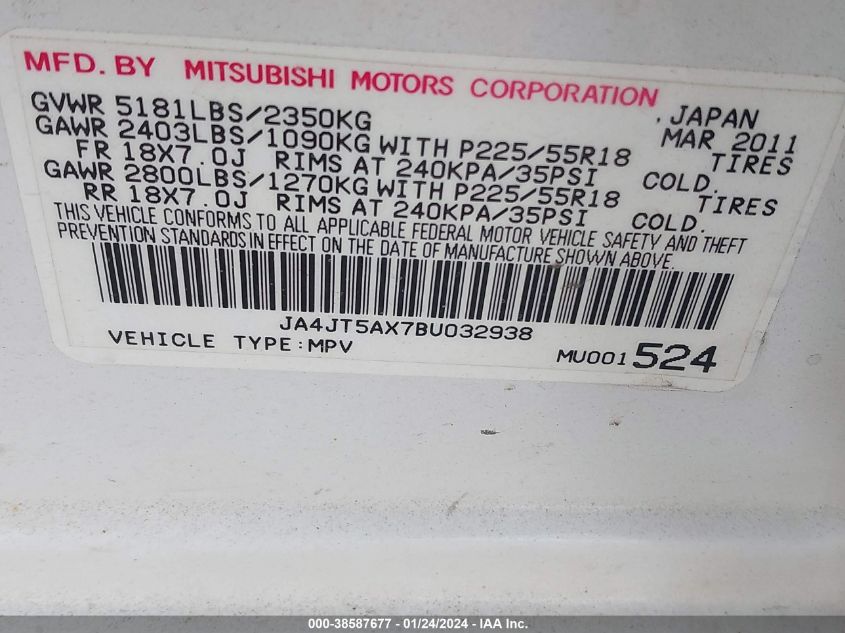 MFD. BY MITSUBISHI MOTORS CORPORATION
, JAPAN
GVWR 5181LBS/2350KG MAR 2011
GAWR 2403LBS/1090KG WITH P225/55R18 TIRES
FR 18X7.0J RIMS AT 240KPA/35PSI COLD.
GAWR 2800LBS/1270KG WITH P225/55R18 TIRES
RR 18X7.0J RIMS AT 240KPA/35PSI COLD.
THIS VEHICLE CONFORMS TO ALL APPLICABLE FEDERAL MOTOR VEHICLE SAFETY AND THEFT
PREVENTION STANDARDS IN EFFECT ON THE DATE OF MANUFACTURE SHOWN ABOVE.
JA4JT5AX7BU032938
VEHICLE TYPE:MPV MU001524
000-38587677 - 01/24/2024 - IAA Inc.